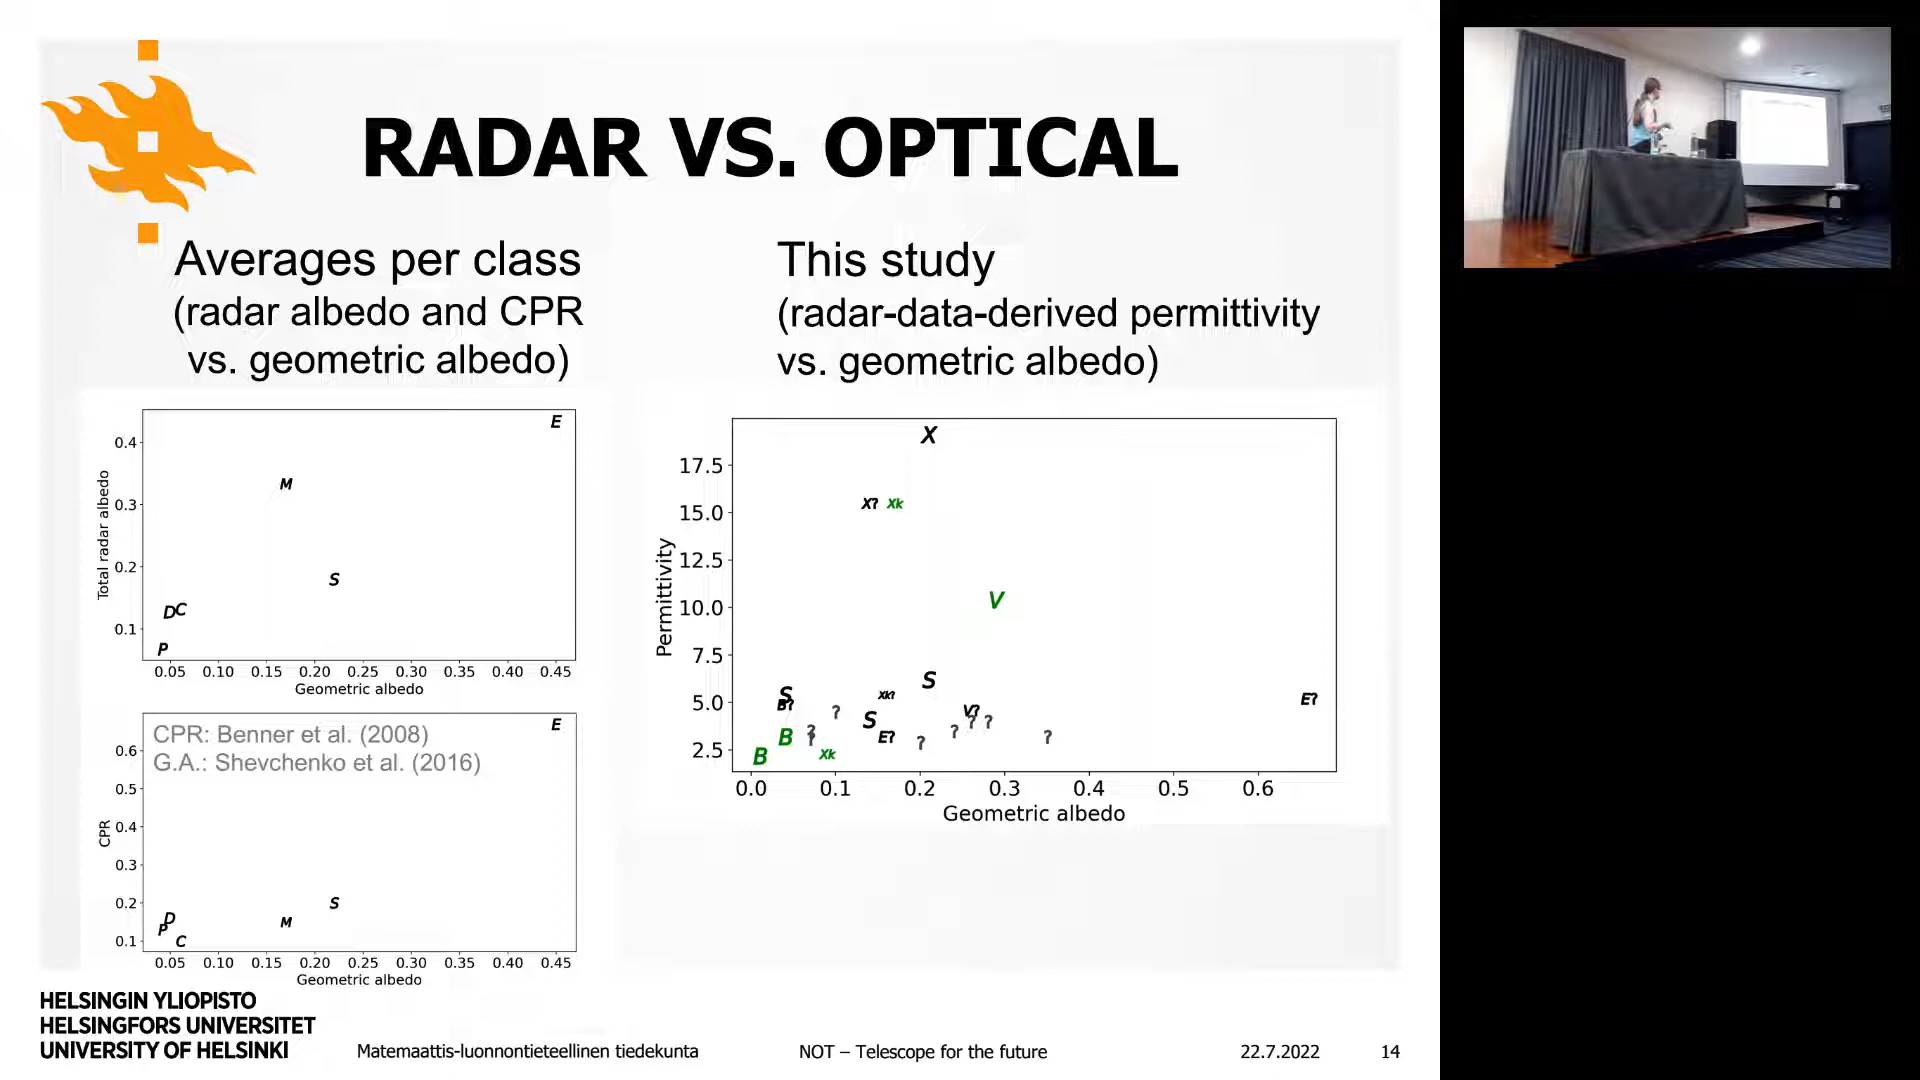 RADAR VS. OPTICAL
Averages per class
(radar albedo and CPR
vs. geometric albedo)
This study
(radar-data-derived permittivity
vs. geometric albedo)
Total radar albedo
0.4
0.3
0.2
0.1
E
M
S
D C
P
0.05 0.10 0.15 0.20 0.25 0.30 0.35 0.40 0.45
Geometric albedo
CPR: Benner et al. (2008)
G.A.: Shevchenko et al. (2016)
CPR
0.6
0.5
0.4
0.3
0.2
0.1
E
S
D
M
P
C
0.05 0.10 0.15 0.20 0.25 0.30 0.35 0.40 0.45
Geometric albedo
Permittivity
17.5
15.0
12.5
10.0
7.5
5.0
2.5
X
X? Xk
V
S
S Xk? E?
B? ? V?
S ? ?
B ? E? ? ? ?
?
B Xk
0.0 0.1 0.2 0.3 0.4 0.5 0.6
Geometric albedo
HELSINGIN YLIOPISTO
HELSINGFORS UNIVERSITET
UNIVERSITY OF HELSINKI
Matemaattis-luonnontieteellinen tiedekunta
NOT – Telescope for the future
22.7.2022
14